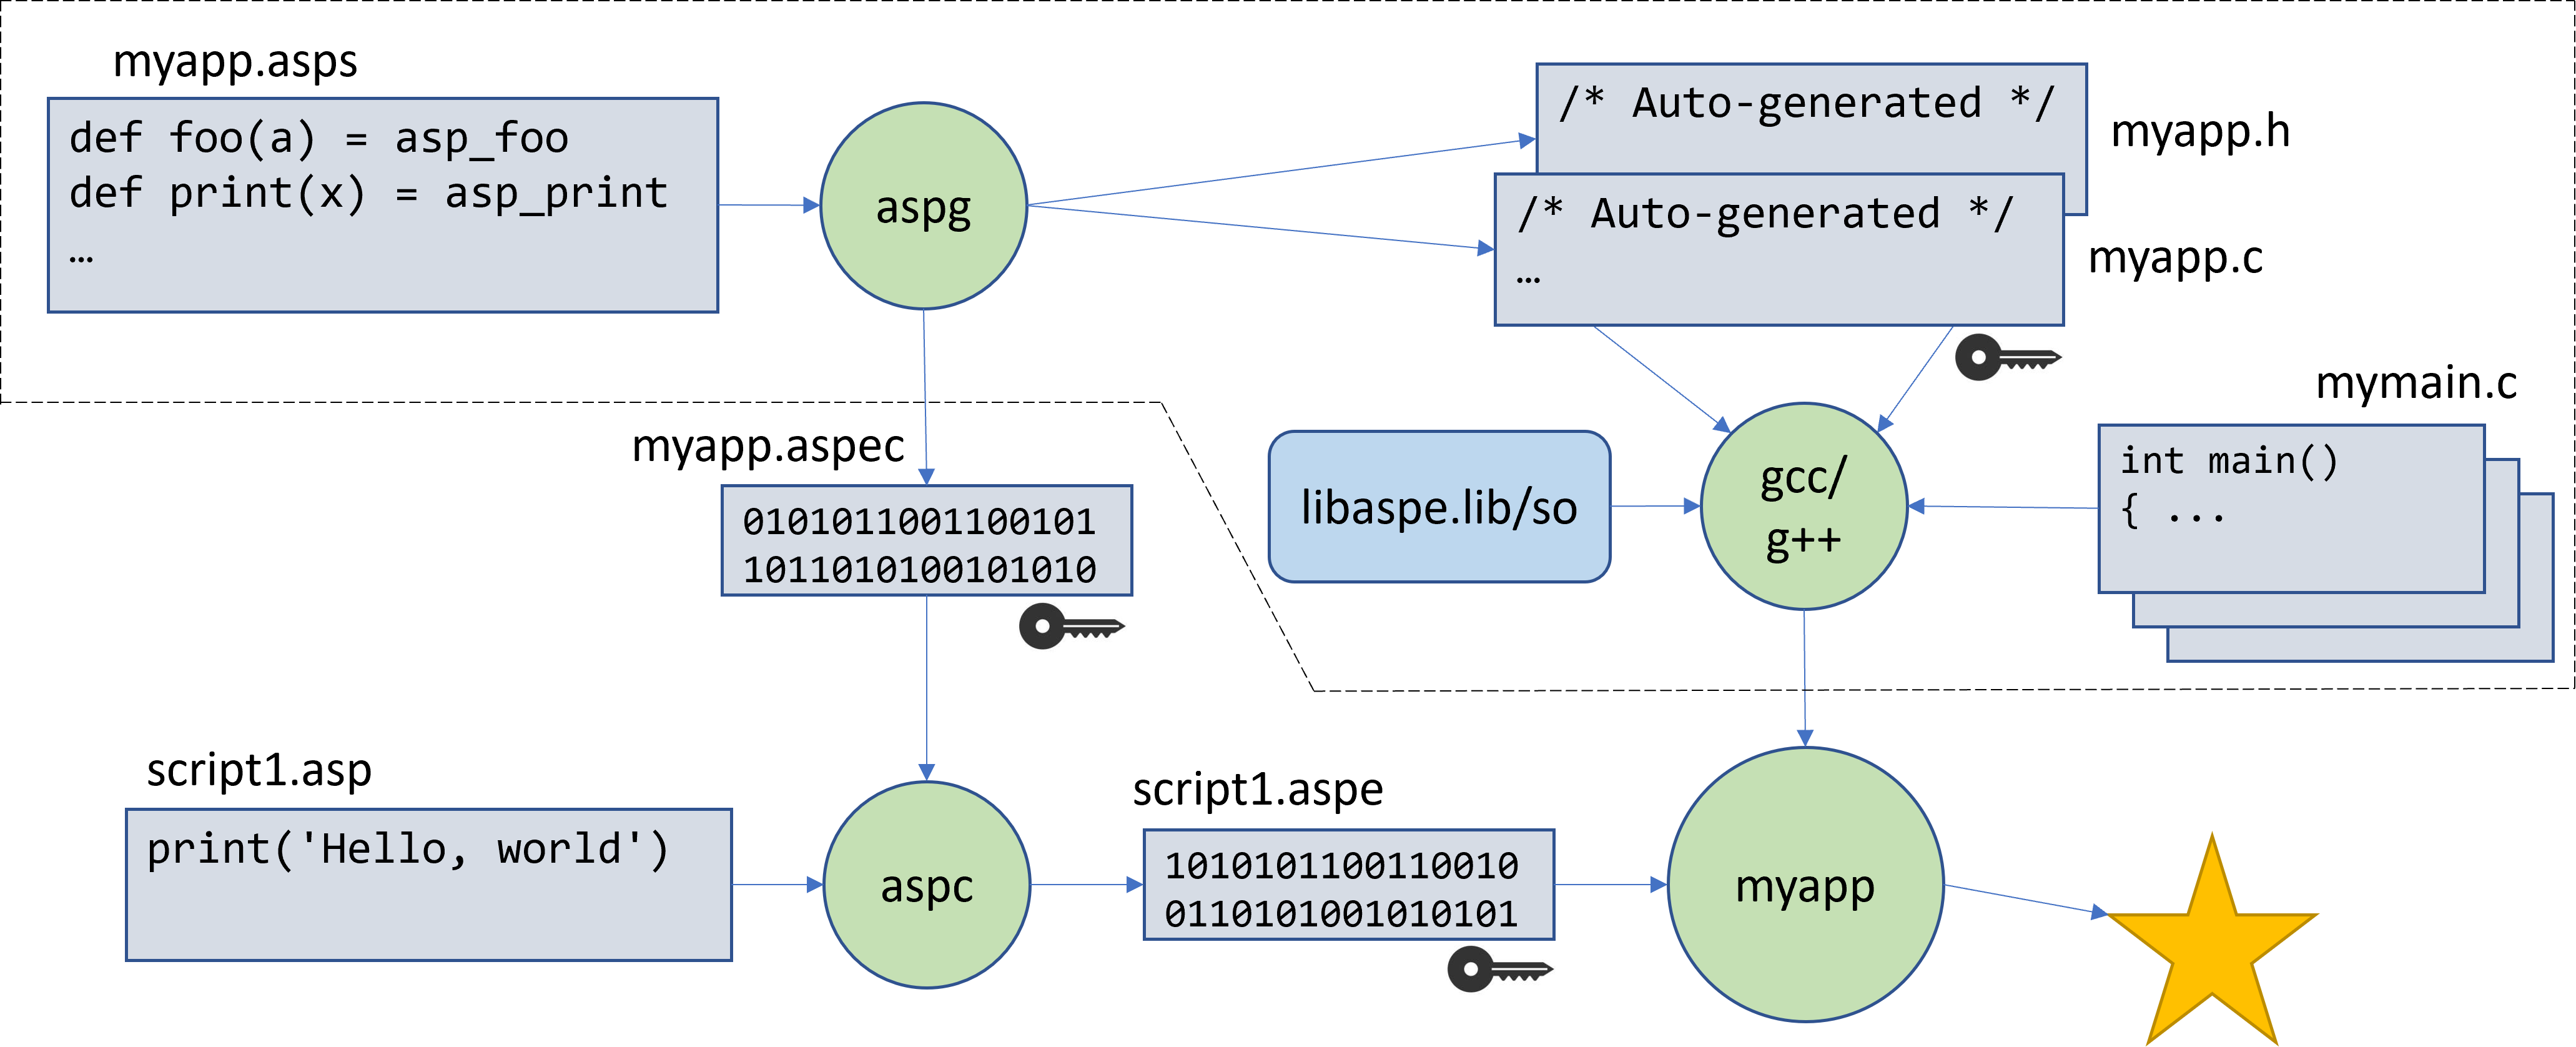 myapp.asps
def foo(a) = asp_foo
def print(x) = asp_print
…
aspg
/* Auto-generated */
myapp.h
/* Auto-generated */
…
myapp.c
mymain.c
int main()
{ ...
libaspe.lib/so
gcc/
g++
myapp.aspec
0101011001100101
1011010100101010
script1.asp
print('Hello, world')
aspc
script1.aspe
1010101100110010
0110101001010101
myapp